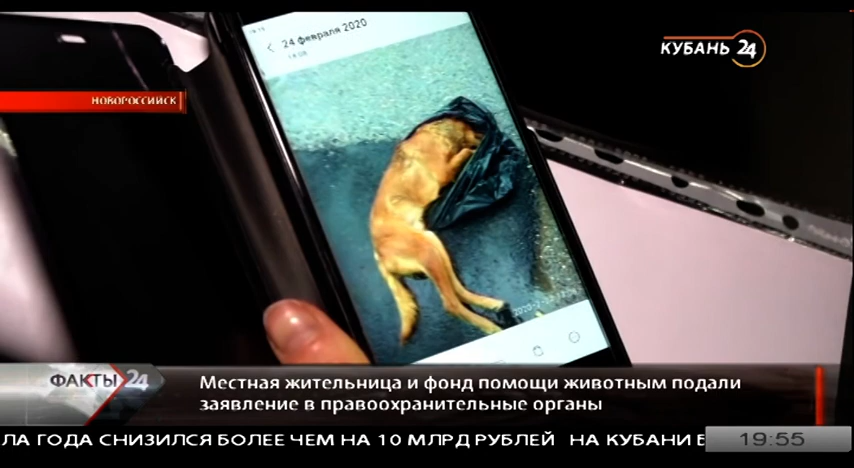 24 февраля 2020
КУБАНЬ 24
НОВОРОССИЙСК
ФАКТЫ 24
Местная жительница и фонд помощи животным подали
заявление в правоохранительные органы
ЛА ГОДА СНИЗИЛСЯ БОЛЕЕ ЧЕМ НА 10 МЛРД РУБЛЕЙ НА КУБАНИ
19:55